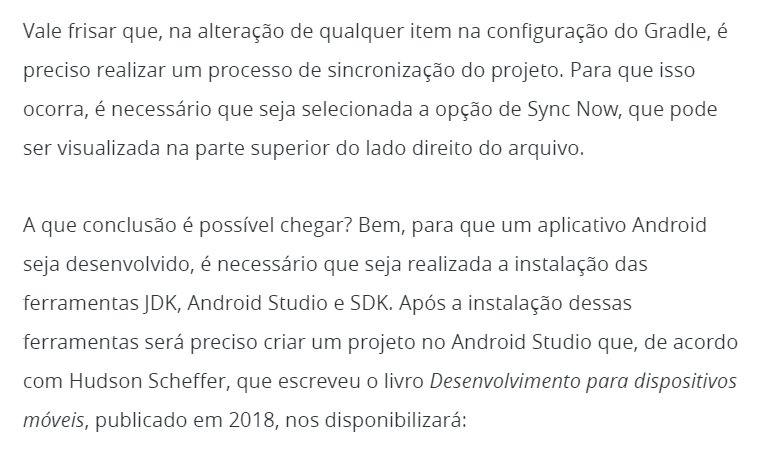 Vale frisar que, na alteração de qualquer item na configuração do Gradle, é
preciso realizar um processo de sincronização do projeto. Para que isso
ocorra, é necessário que seja selecionada a opção de Sync Now, que pode
ser visualizada na parte superior do lado direito do arquivo.
A que conclusão é possível chegar? Bem, para que um aplicativo Android
seja desenvolvido, é necessário que seja realizada a instalação das
ferramentas JDK, Android Studio e SDK. Após a instalação dessas
ferramentas será preciso criar um projeto no Android Studio que, de acordo
com Hudson Scheffer, que escreveu o livro Desenvolvimento para dispositivos
móveis, publicado em 2018, nos disponibilizará: